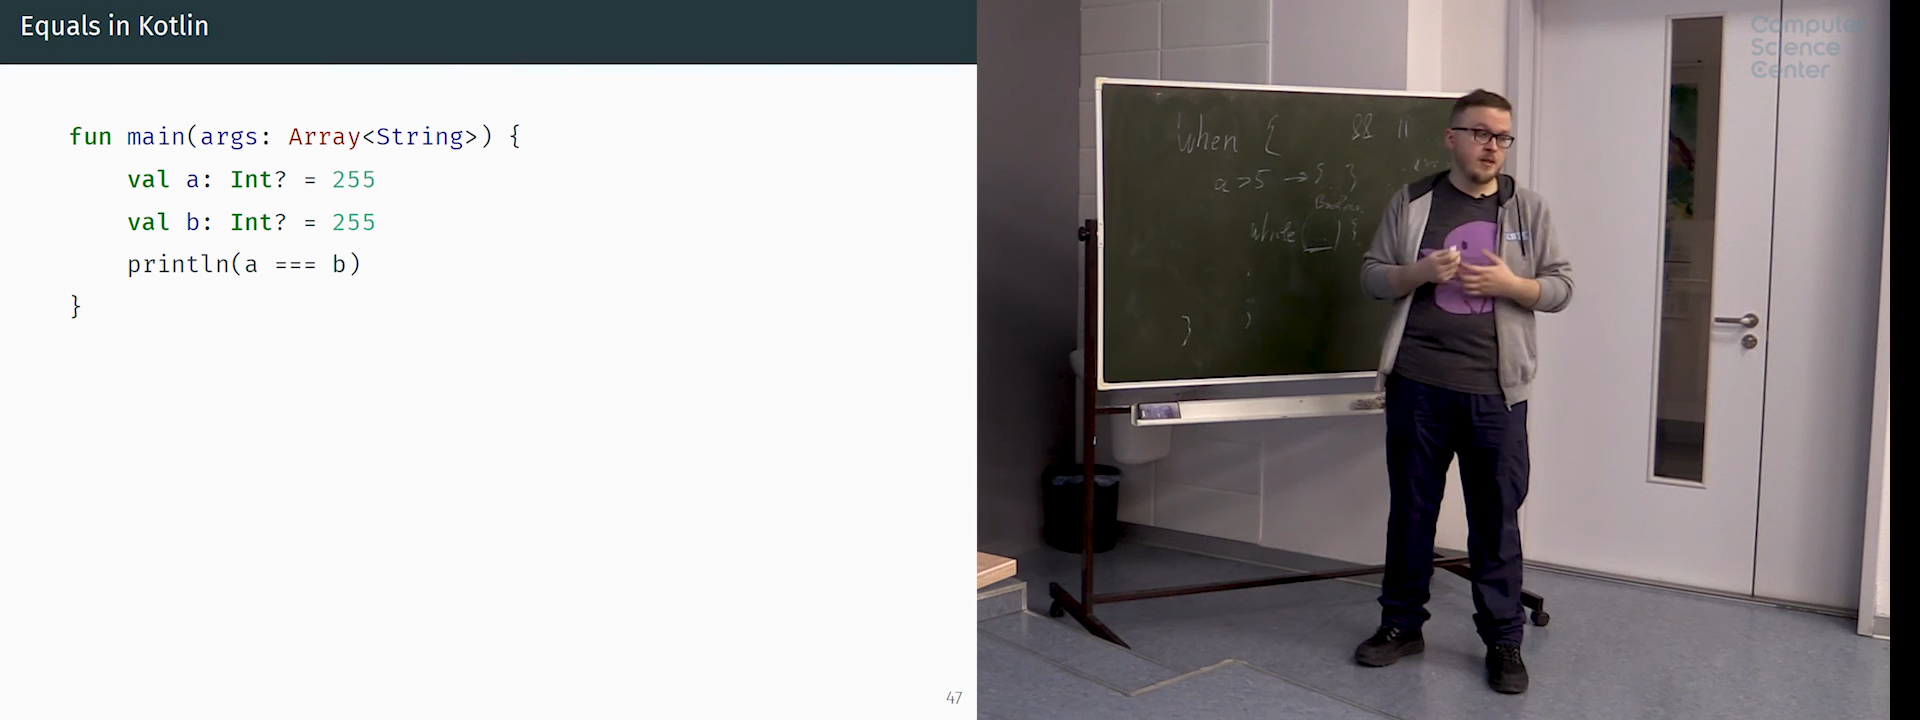 Equals in Kotlin
fun main(args: Array<String>) {
    val a: Int? = 255
    val b: Int? = 255
    println(a === b)
}
47
Computer
Science
Center
When { && ||
a > 5 → { }
while ( ) {
}